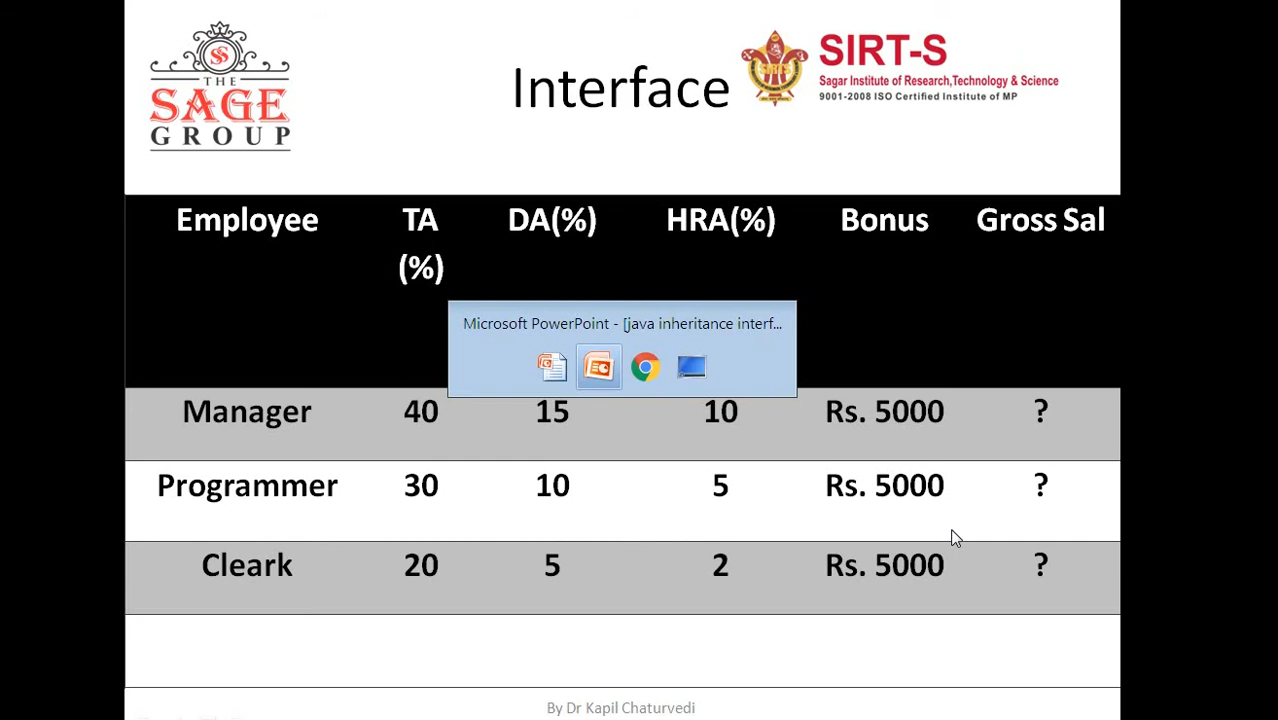 THE
SAGE
GROUP
Interface
SIRTS
SIRT-S
Sagar Institute of Research,Technology & Science
9001-2008 ISO Certified Institute of MP
Employee TA (%) DA(%) HRA(%) Bonus Gross Sal
Microsoft PowerPoint - [java inheritance interf...
Manager 40 15 10 Rs. 5000 ?
Programmer 30 10 5 Rs. 5000 ?
Cleark 20 5 2 Rs. 5000 ?
By Dr Kapil Chaturvedi